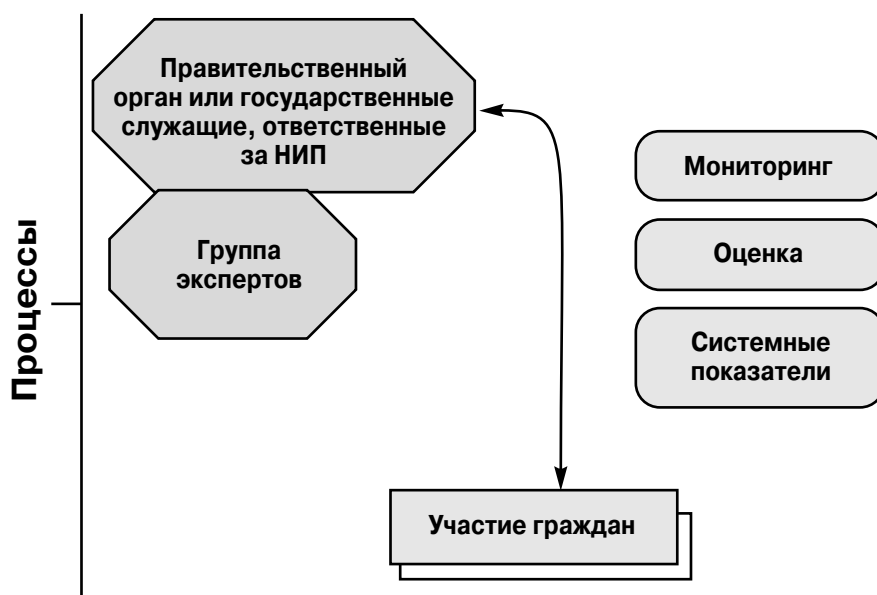 Процессы
Правительственный
орган или государственные
служащие, ответственные
за НИП
Группа
экспертов
Мониторинг
Оценка
Системные
показатели
Участие граждан